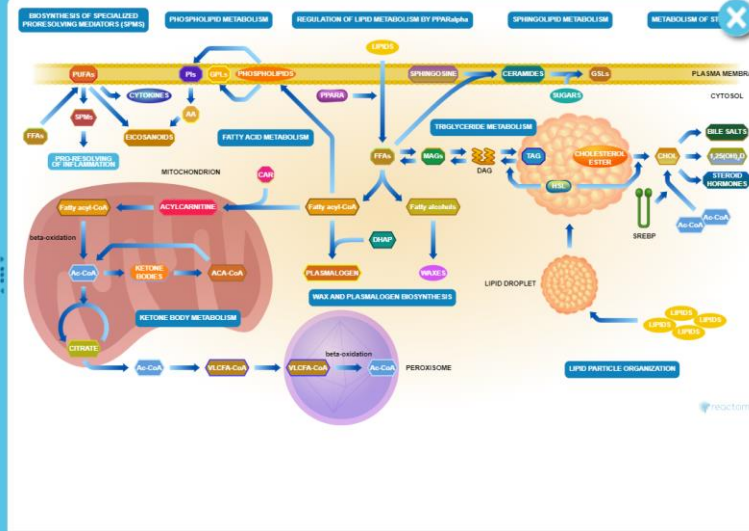 BIOSYNTHESIS OF SPECIALIZED
PRORESOLVING MEDIATORS (SPMS)
PHOSPHOLIPID METABOLISM
REGULATION OF LIPID METABOLISM BY PPARalpha
SPHINGOLIPID METABOLISM
METABOLISM OF ST
LIPIDS
PUFAs
PIs
GPLs
PHOSPHOLIPIDS
SPHINGOSINE
CERAMIDES
GSLs
PLASMA MEMBRA
CYTOKINES
PPARA
SUGARS
CYTOSOL
SPMs
AA
FFAs
EICOSANOIDS
FATTY ACID METABOLISM
TRIGLYCERIDE METABOLISM
BILE SALTS
PRO-RESOLVING
OF INFLAMMATION
FFAs
MAGs
DAG
TAG
CHOLESTEROL
ESTER
CHOL
1,25(OH)2D
STEROID
HORMONES
MITOCHONDRION
CAR
HSL
Fatty acyl-CoA
ACYLCARNITINE
Fatty acyl-CoA
Fatty alcohols
Ac-CoA
Ac-CoA
SREBP
beta-oxidation
DHAP
Ac-CoA
KETONE
BODIES
ACA-CoA
PLASMALOGEN
WAXES
LIPID DROPLET
WAX AND PLASMALOGEN BIOSYNTHESIS
KETONE BODY METABOLISM
LIPIDS
LIPIDS
LIPIDS
LIPIDS
CITRATE
beta-oxidation
Ac-CoA
VLCFA-CoA
VLCFA-CoA
Ac-CoA
PEROXISOME
LIPID PARTICLE ORGANIZATION
reactom